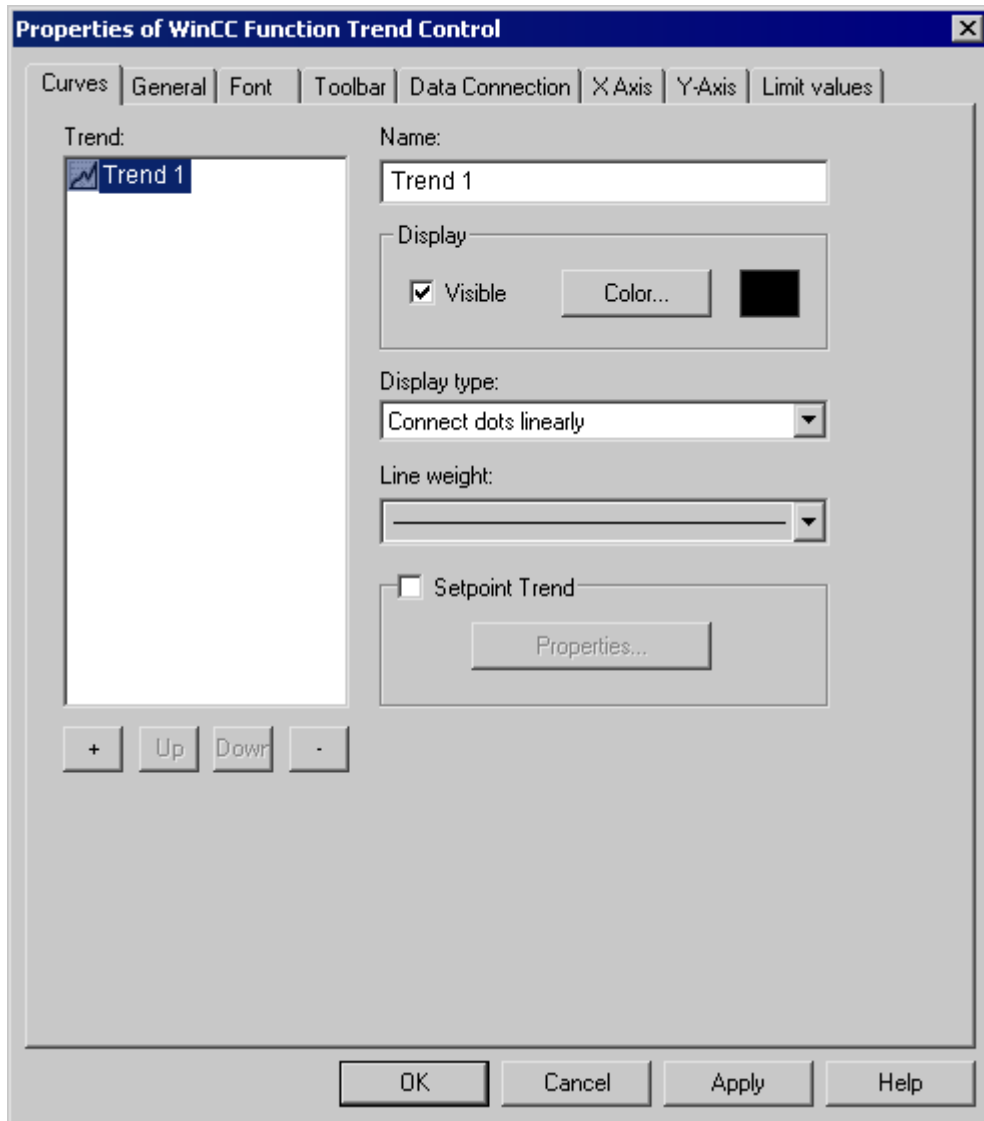 Properties of WinCC Function Trend Control
Curves General Font Toolbar Data Connection X Axis Y-Axis Limit values
Trend:
Trend 1
Name:
Trend 1
Display
Visible Color...
Display type:
Connect dots linearly
Line weight:
Setpoint Trend
Properties...
+ Up Down -
OK Cancel Apply Help